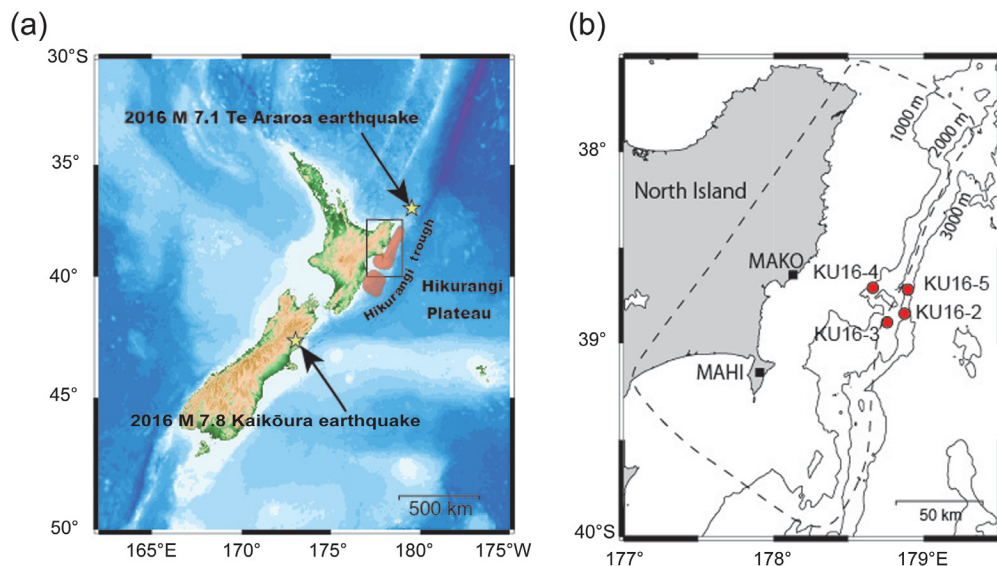 (a)
30°S
35°
40°
45°
50°
165°E
170°
175°
180°
175°W
2016 M 7.1 Te Araroa earthquake
Hikurangi trough
Hikurangi
Plateau
2016 M 7.8 Kaikōura earthquake
500 km
(b)
38°
39°
40°S
177°
178°
179°E
1000 m
2000 m
3000 m
North Island
MAKO
KU16-4
KU16-5
KU16-2
KU16-3
MAHI
50 km